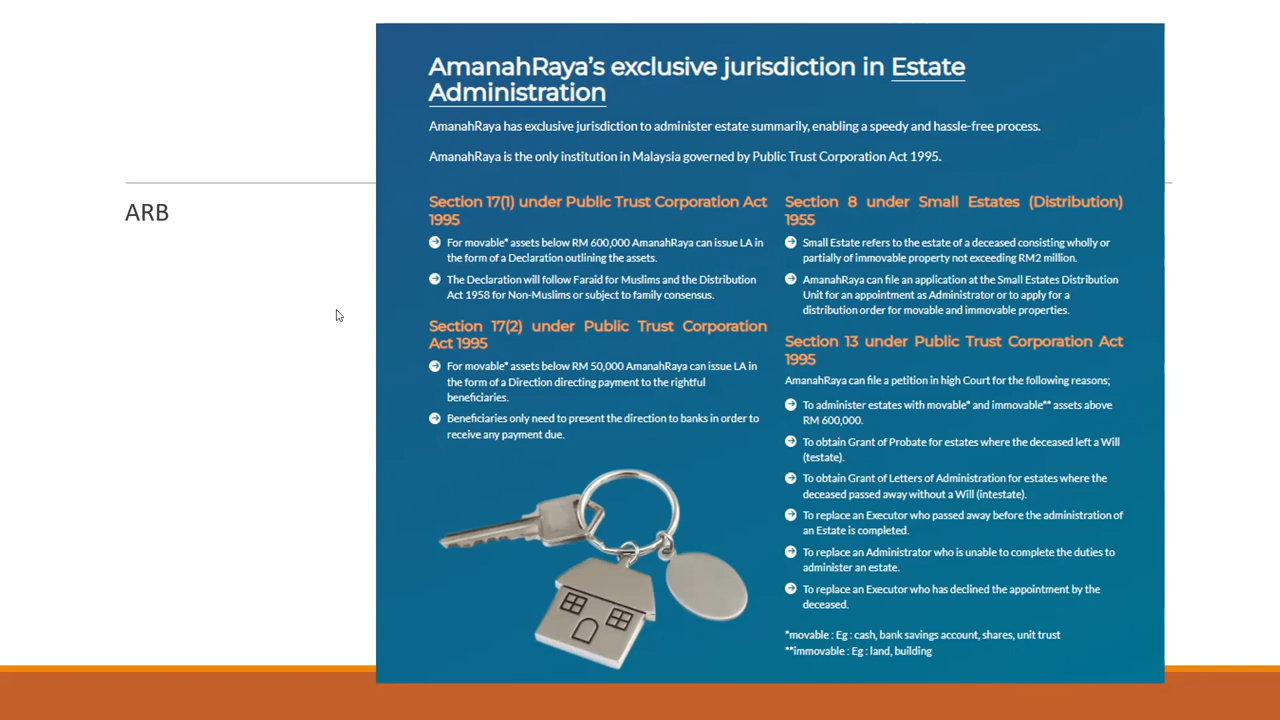 ARB
AmanahRaya's exclusive jurisdiction in Estate
Administration
AmanahRaya has exclusive jurisdiction to administer estate summarily, enabling a speedy and hassle-free process.
AmanahRaya is the only institution in Malaysia governed by Public Trust Corporation Act 1995.
Section 17(1) under Public Trust Corporation Act
1995
For movable* assets below RM 600,000 AmanahRaya can issue LA in
the form of a Declaration outlining the assets.
The Declaration will follow Faraid for Muslims and the Distribution
Act 1958 for Non-Muslims or subject to family consensus.
Section 17(2) under Public Trust Corporation
Act 1995
For movable* assets below RM 50,000 AmanahRaya can issue LA in
the form of a Direction directing payment to the rightful
beneficiaries.
Beneficiaries only need to present the direction to banks in order to
receive any payment due.
Section 8 under Small Estates (Distribution)
1955
Small Estate refers to the estate of a deceased consisting wholly or
partially of immovable property not exceeding RM2 million.
AmanahRaya can file an application at the Small Estates Distribution
Unit for an appointment as Administrator or to apply for a
distribution order for movable and immovable properties.
Section 13 under Public Trust Corporation Act
1995
AmanahRaya can file a petition in high Court for the following reasons;
To administer estates with movable* and immovable** assets above
RM 600,000.
To obtain Grant of Probate for estates where the deceased left a Will
(testate).
To obtain Grant of Letters of Administration for estates where the
deceased passed away without a Will (intestate).
To replace an Executor who passed away before the administration of
an Estate is completed.
To replace an Administrator who is unable to complete the duties to
administer an estate.
To replace an Executor who has declined the appointment by the
deceased.
*movable : Eg : cash, bank savings account, shares, unit trust
**immovable : Eg : land, building